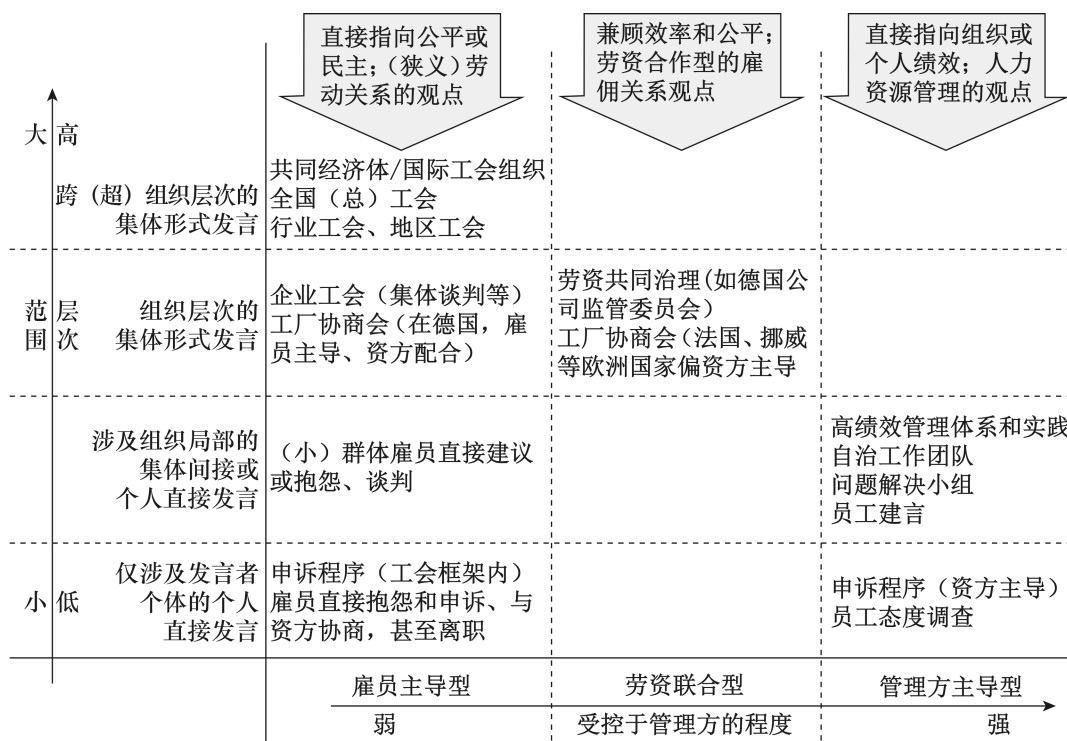 直接指向公平或
民主；（狭义）劳
动关系的观点
兼顾效率和公平；
劳资合作型的雇
佣关系观点
直接指向组织或
个人绩效；人力
资源管理的观点
大 高
跨（超）组织层次的
集体形式发言
共同经济体/国际工会组织
全国（总）工会
行业工会、地区工会
范 层
围 次
组织层次的
集体形式发言
企业工会（集体谈判等）
工厂协商会（在德国，雇
员主导、资方配合）
劳资共同治理(如德国公
司监管委员会）
工厂协商会（法国、挪威
等欧洲国家偏资方主导
涉及组织局部的
集体间接或
个人直接发言
（小）群体雇员直接建议
或抱怨、谈判
高绩效管理体系和实践
自治工作团队
问题解决小组
员工建言
小 低
仅涉及发言者
个体的个人
直接发言
申诉程序（工会框架内）
雇员直接抱怨和申诉、与
资方协商，甚至离职
申诉程序（资方主导）
员工态度调查
雇员主导型
劳资联合型
管理方主导型
弱
受控于管理方的程度
强